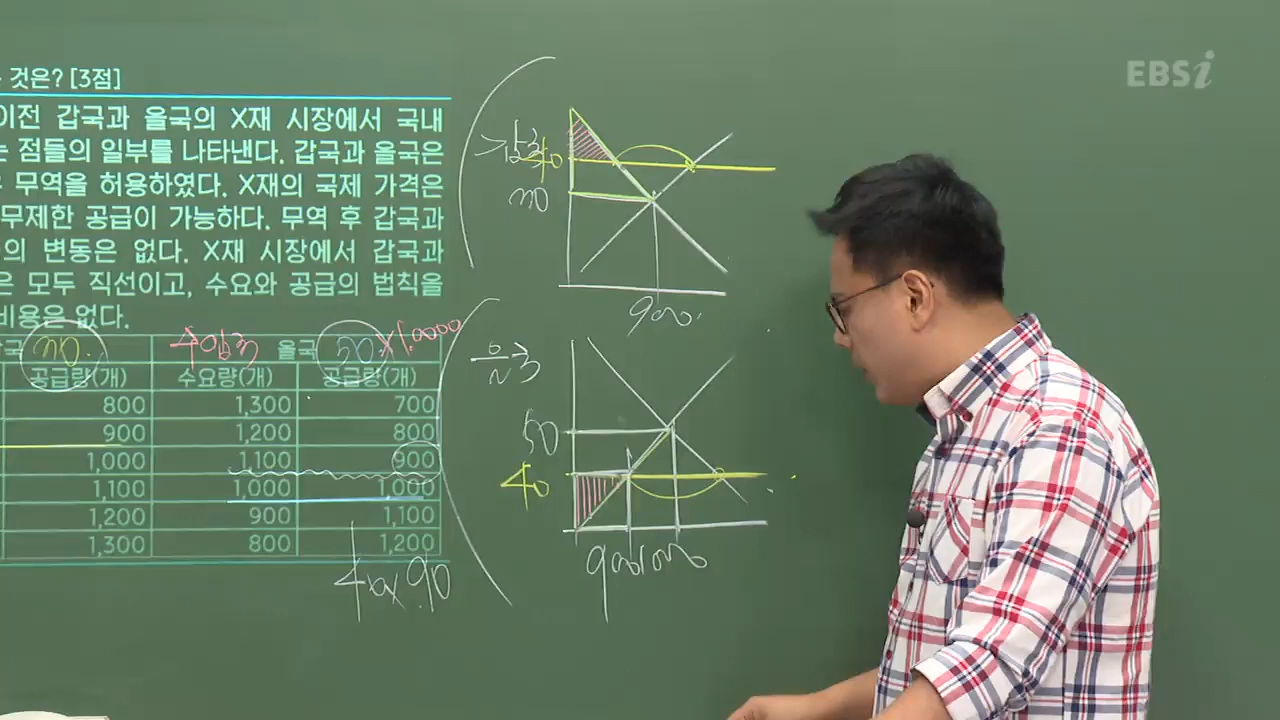 것은? [3점]
이전 갑국과 을국의 X재 시장에서 국내
점들의 일부를 나타낸다. 갑국과 을국은
무역을 허용하였다. X재의 국제 가격은
무제한 공급이 가능하다. 무역 후 갑국과
의 변동은 없다. X재 시장에서 갑국과
은 모두 직선이고, 수요와 공급의 법칙을
비용은 없다.
갑국 을국 50
공급량(개) 수요량(개) 공급량(개)
800 1,300 700
900 1,200 800
1,000 1,100 900
1,100 1,000 1,000
1,200 900 1,100
1,300 800 1,200
EBSi
갑국
40
30
900
을국
50
40
900 1000